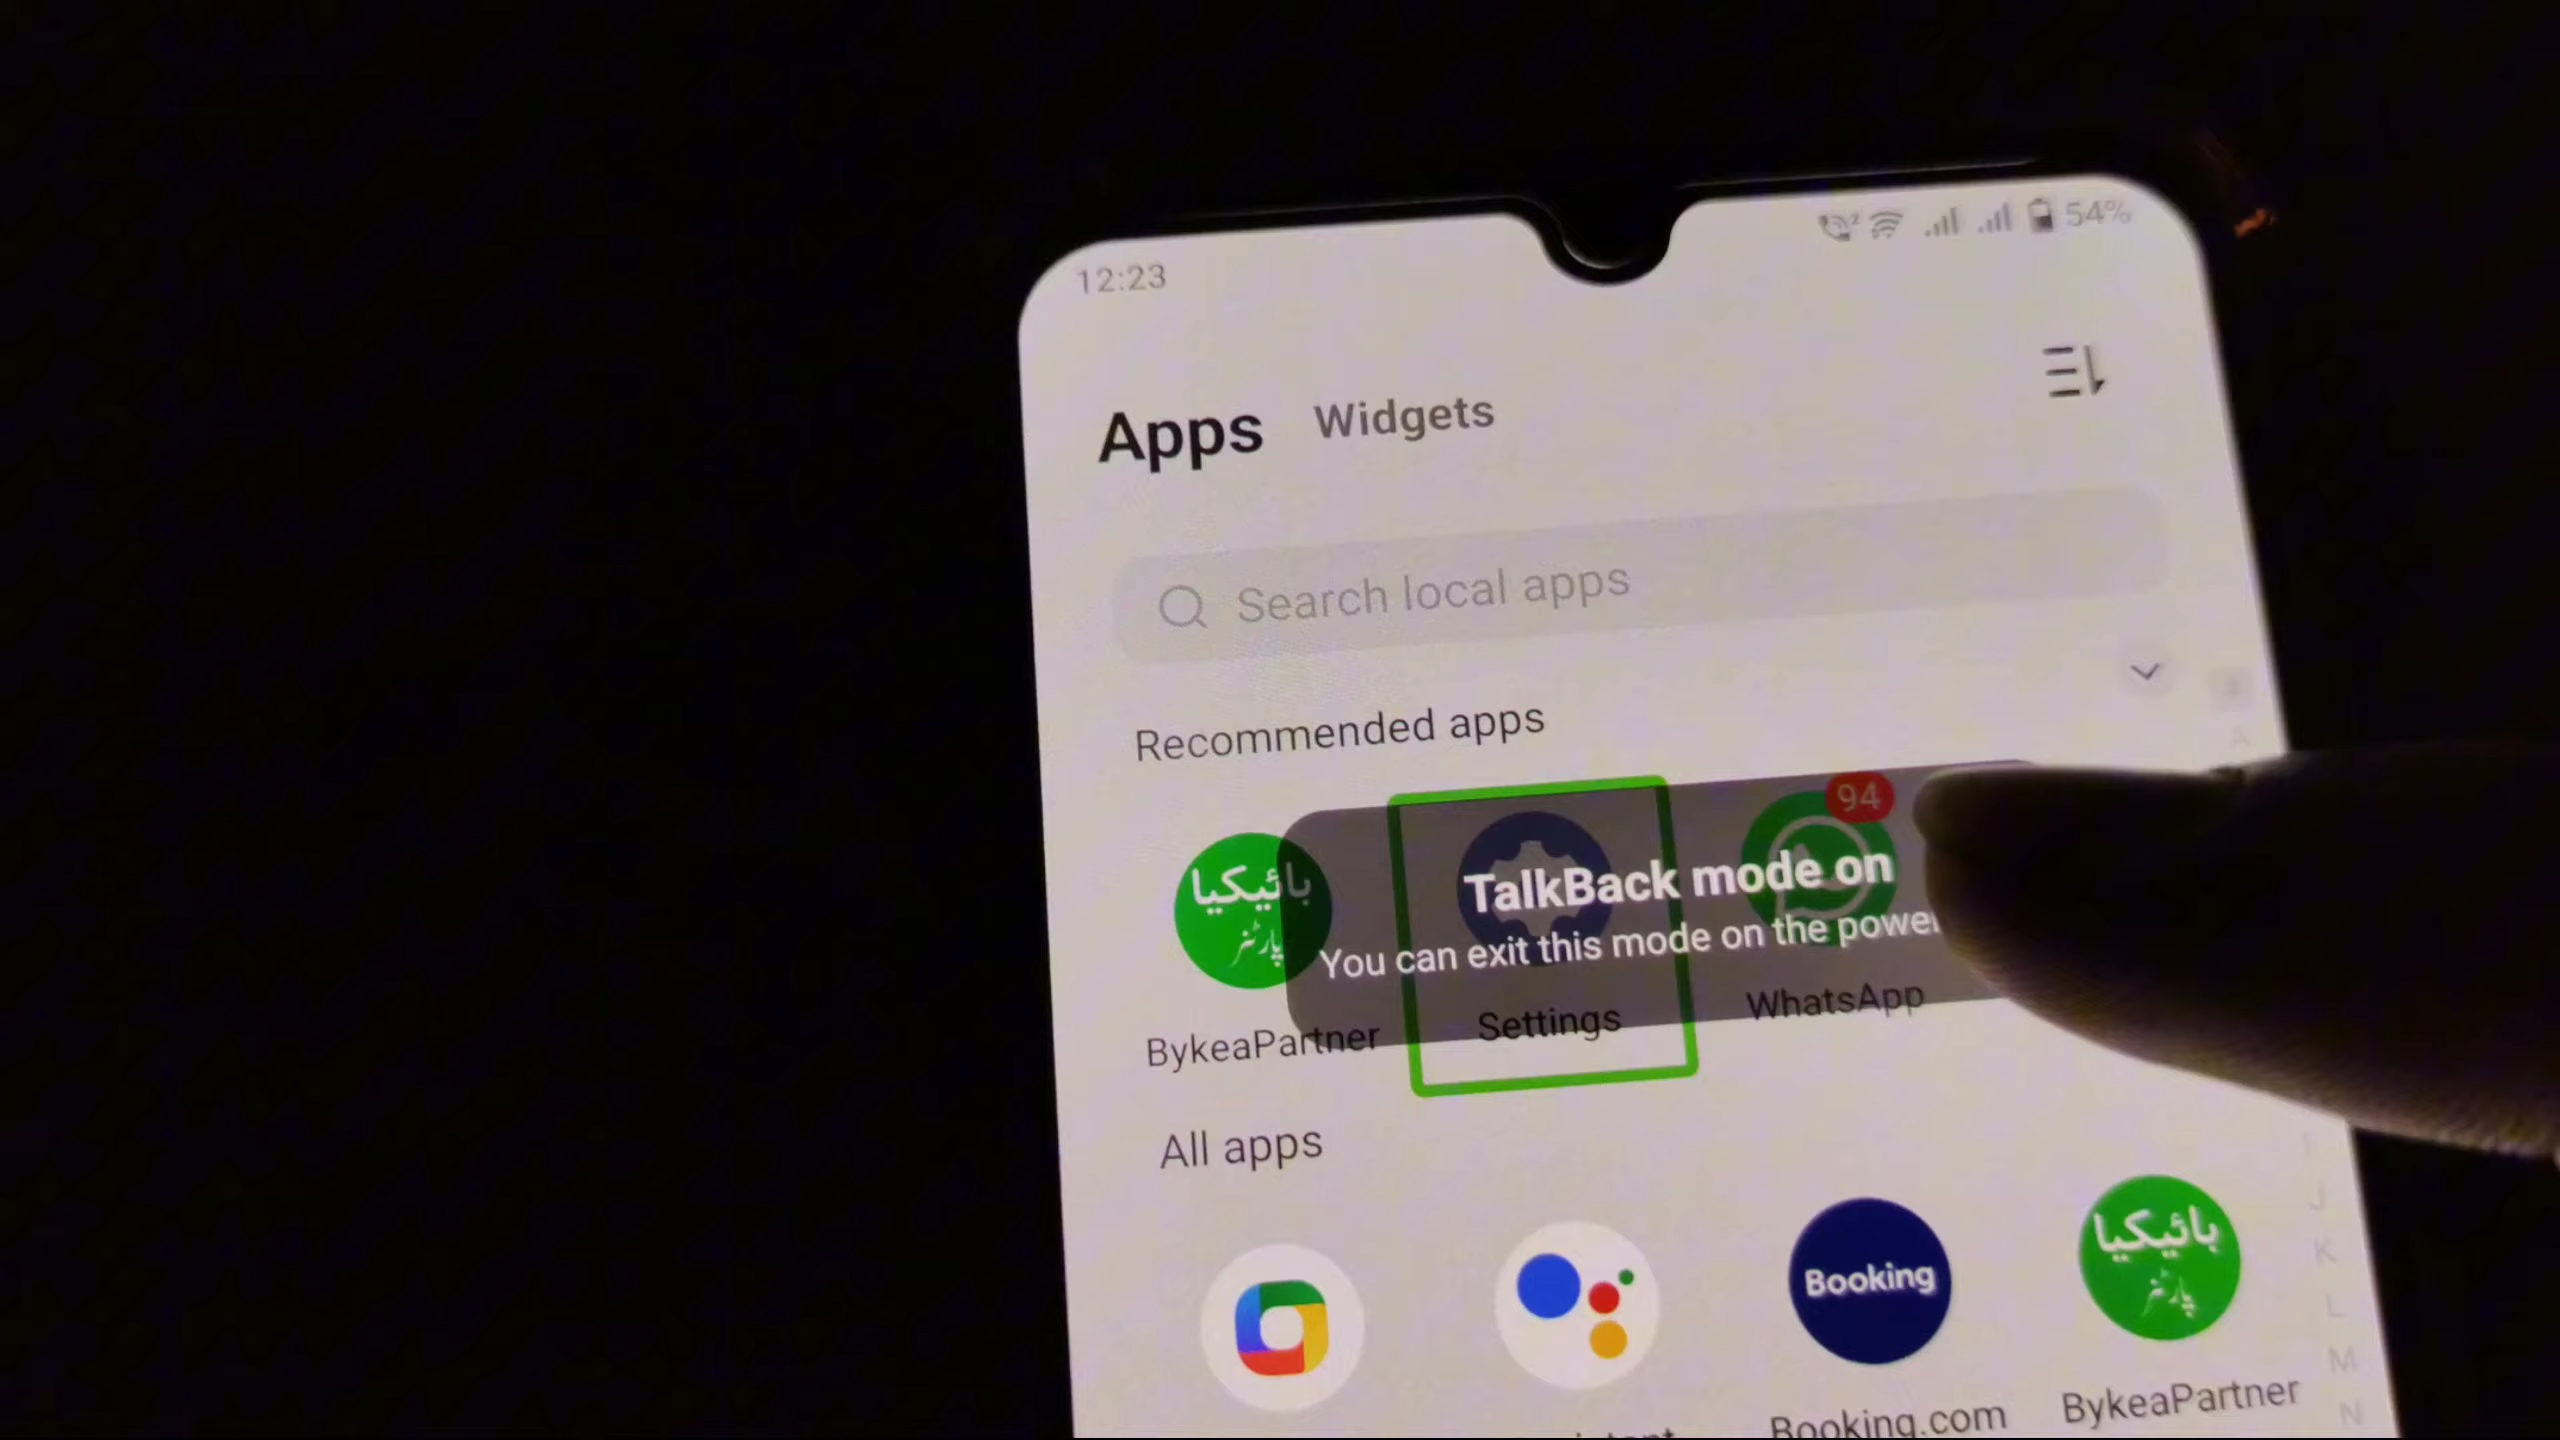 12:23
54%
Apps Widgets
Search local apps
Recommended apps
94
بائیکیا
پارٹنر
TalkBack mode on
You can exit this mode on the power
BykeaPartner Settings WhatsApp
All apps
Booking
بائیکیا
پارٹنر
Booking.com BykeaPartner
J
K
L
M
N